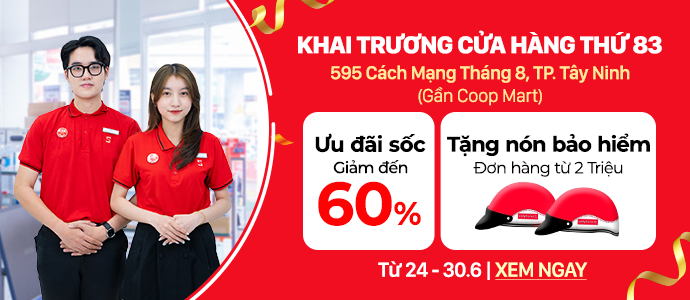 KHAI TRƯƠNG CỬA HÀNG THỨ 83
595 Cách Mạng Tháng 8, TP. Tây Ninh
(Gần Coop Mart)
Ưu đãi sốc
Giảm đến
60%
Tặng nón bảo hiểm
Đơn hàng từ 2 Triệu
Từ 24 - 30.6 | XEM NGAY